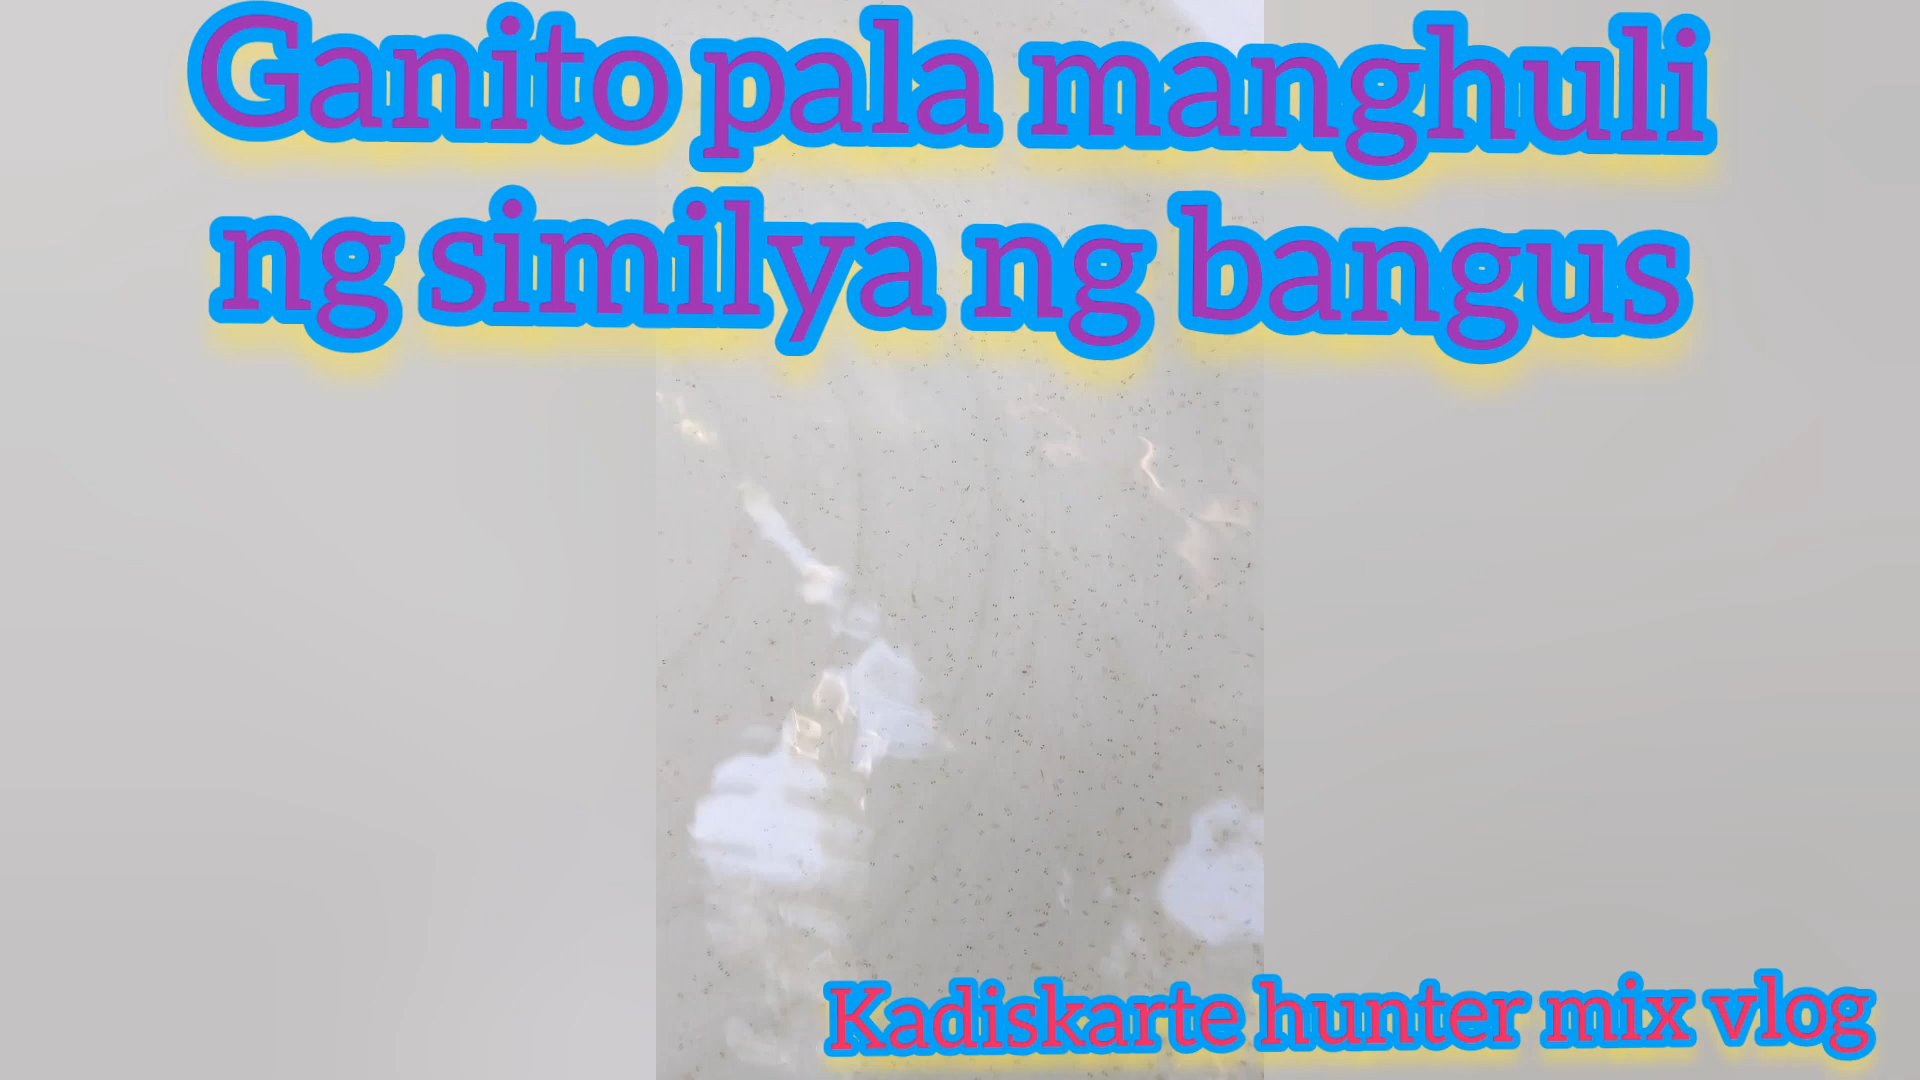 Ganito pala manghuli
ng similya ng bangus
Kadiskarte hunter mix vlog